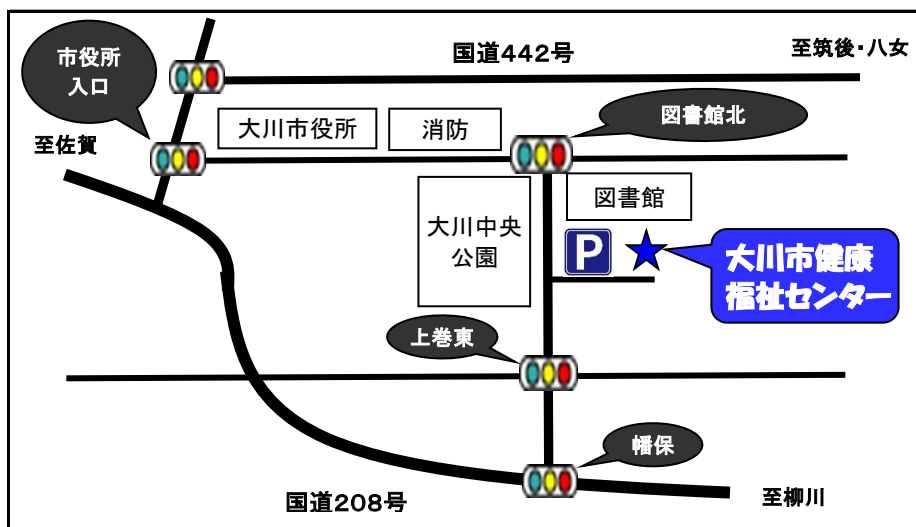 国道442号
至筑後・八女
市役所
入口
大川市役所
消防
図書館北
至佐賀
図書館
大川中央
公園
P
大川市健康
福祉センター
上巻東
幡保
国道208号
至柳川